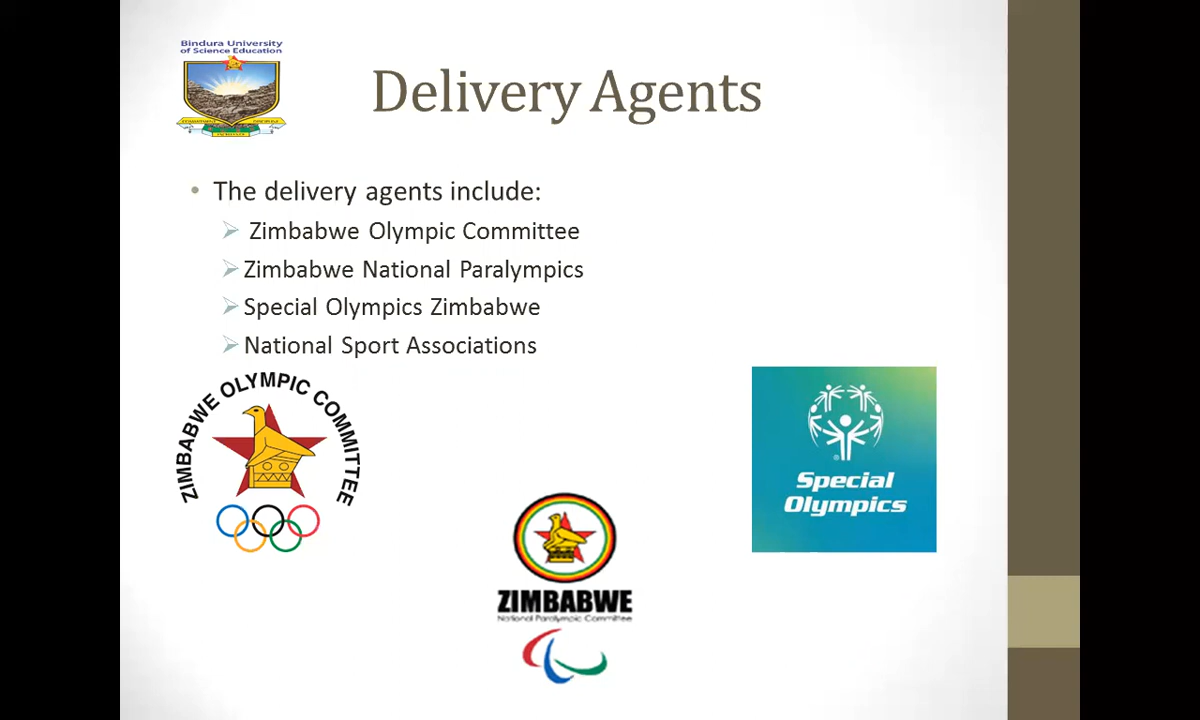 Bindura University
of Science Education
Delivery Agents
The delivery agents include:
Zimbabwe Olympic Committee
Zimbabwe National Paralympics
Special Olympics Zimbabwe
National Sport Associations
ZIMBABWE OLYMPIC COMMITTEE
Special
Olympics
ZIMBABWE
National Paralympic Committee